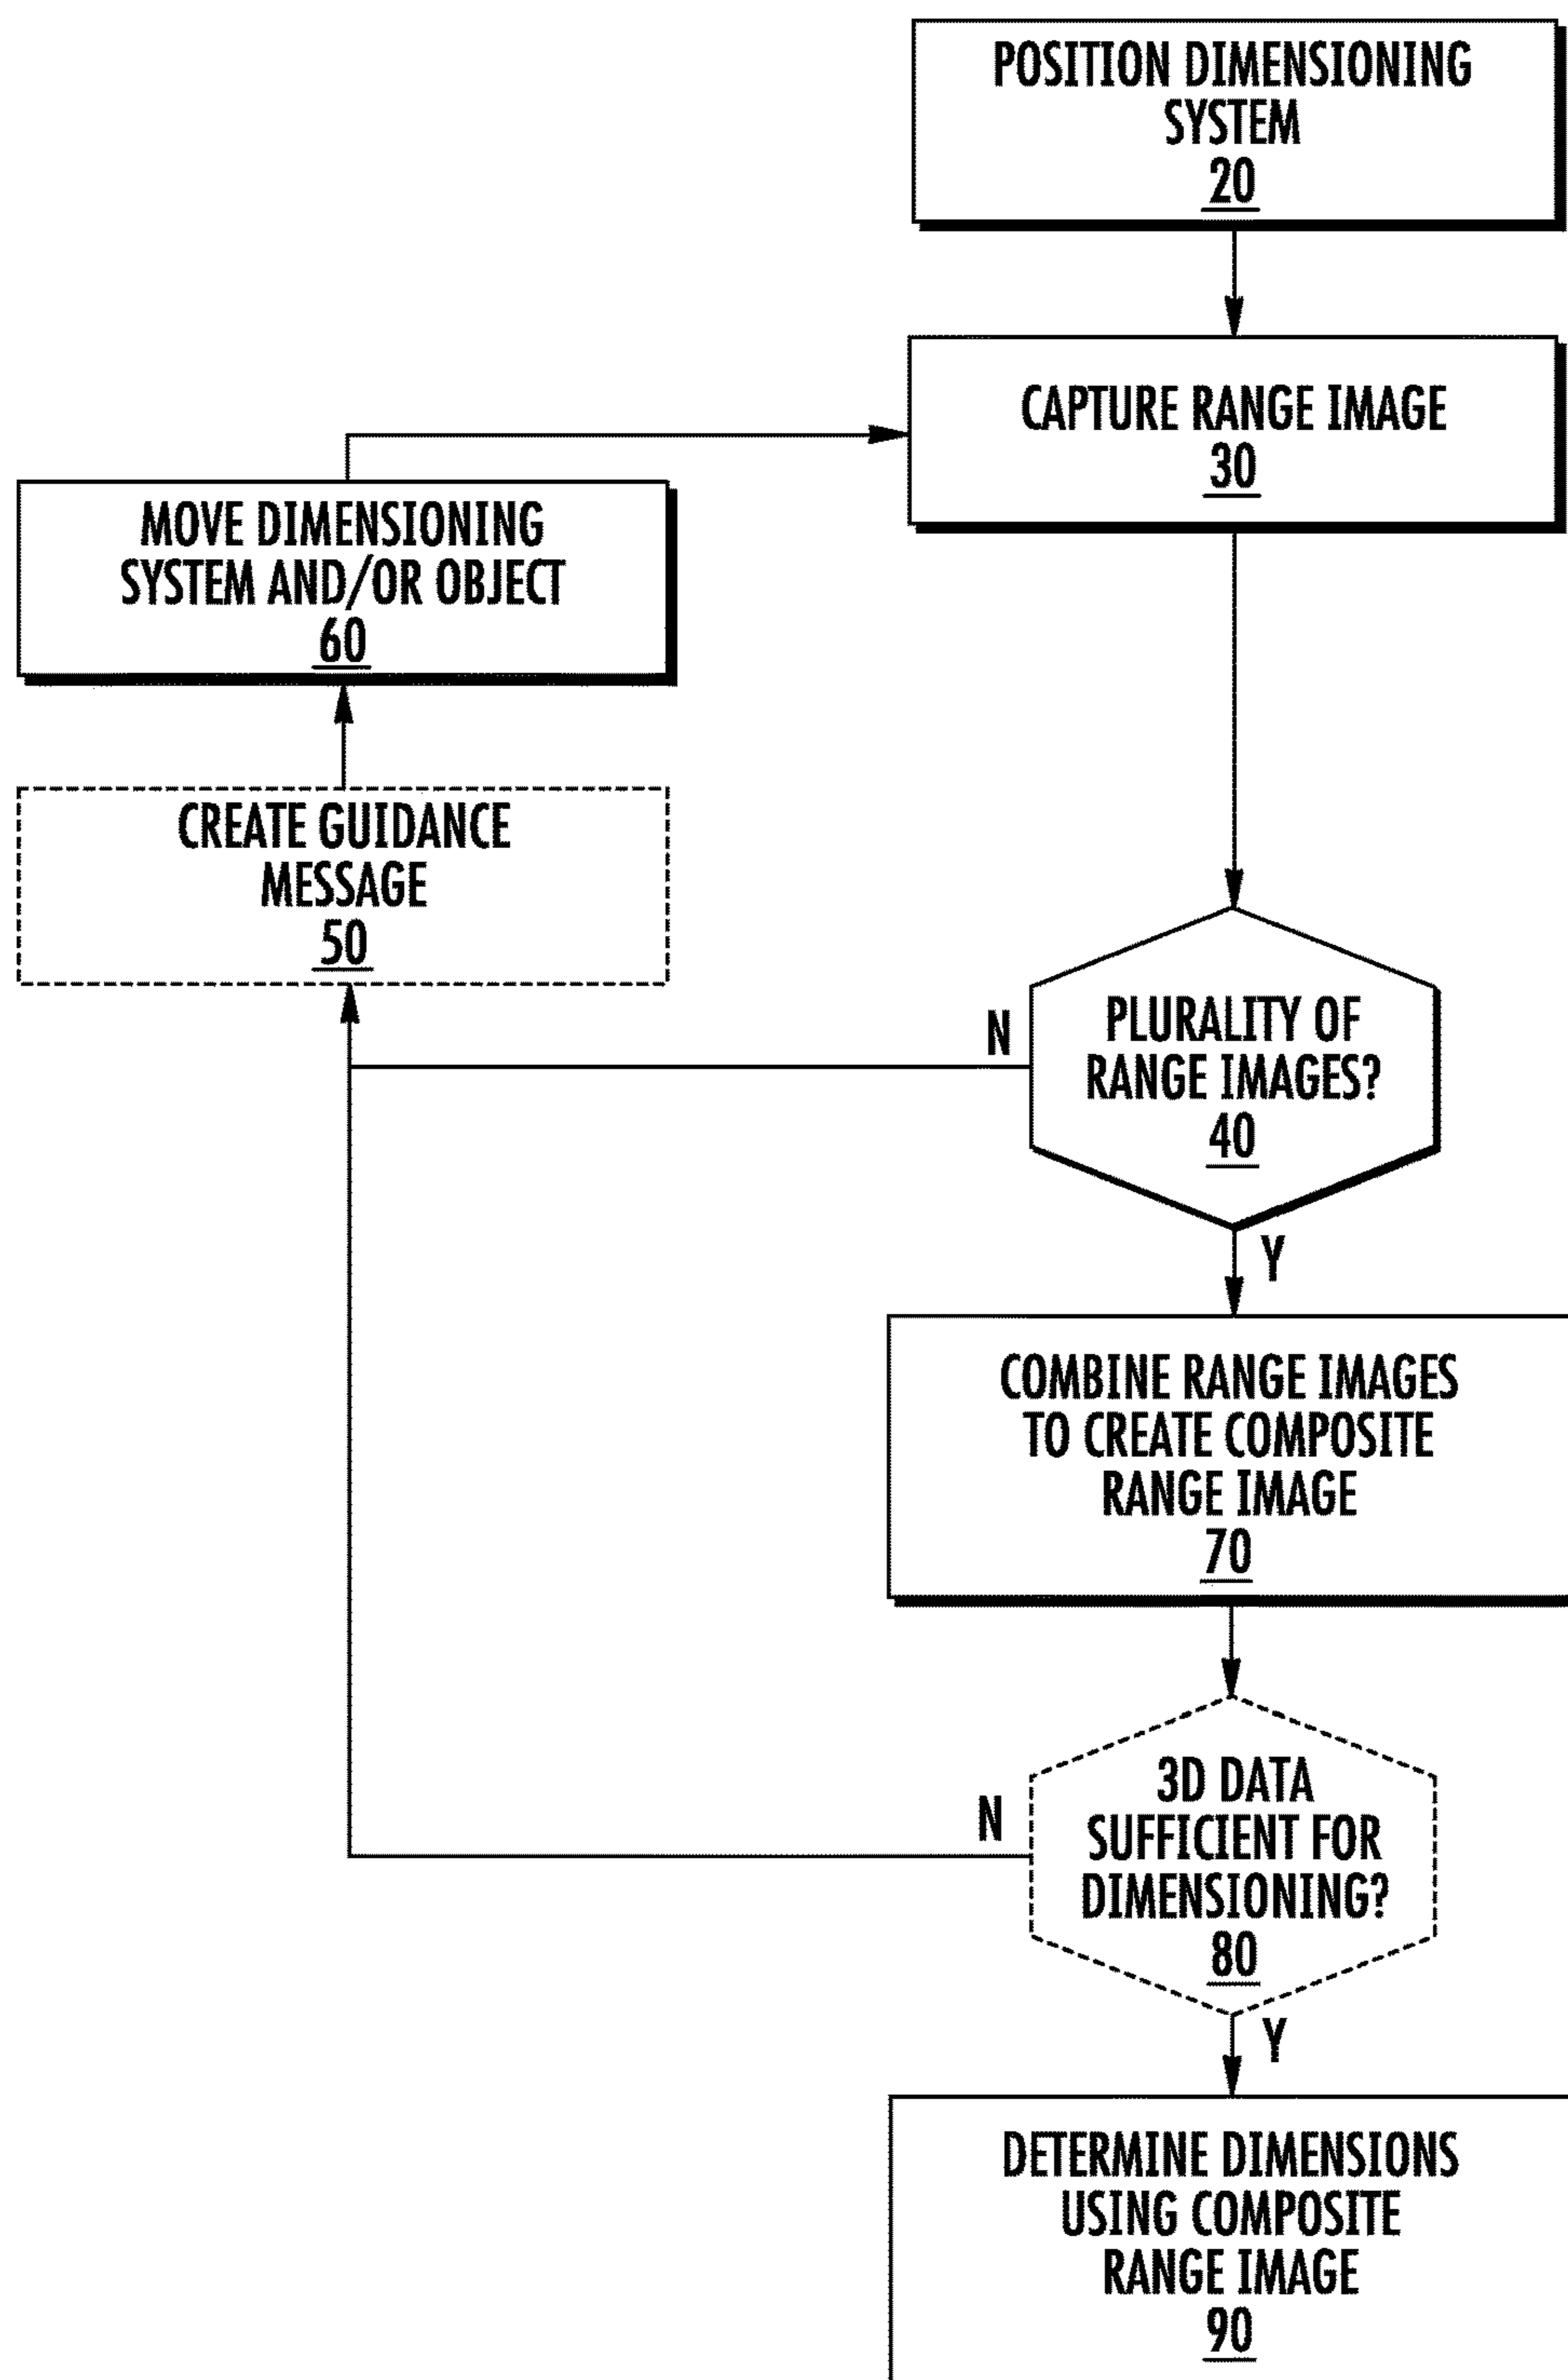 POSITION DIMENSIONING
SYSTEM
20
CAPTURE RANGE IMAGE
30
MOVE DIMENSIONING
SYSTEM AND/OR OBJECT
60
CREATE GUIDANCE
MESSAGE
50
N
PLURALITY OF
RANGE IMAGES?
40
Y
COMBINE RANGE IMAGES
TO CREATE COMPOSITE
RANGE IMAGE
70
N
3D DATA
SUFFICIENT FOR
DIMENSIONING?
80
Y
DETERMINE DIMENSIONS
USING COMPOSITE
RANGE IMAGE
90